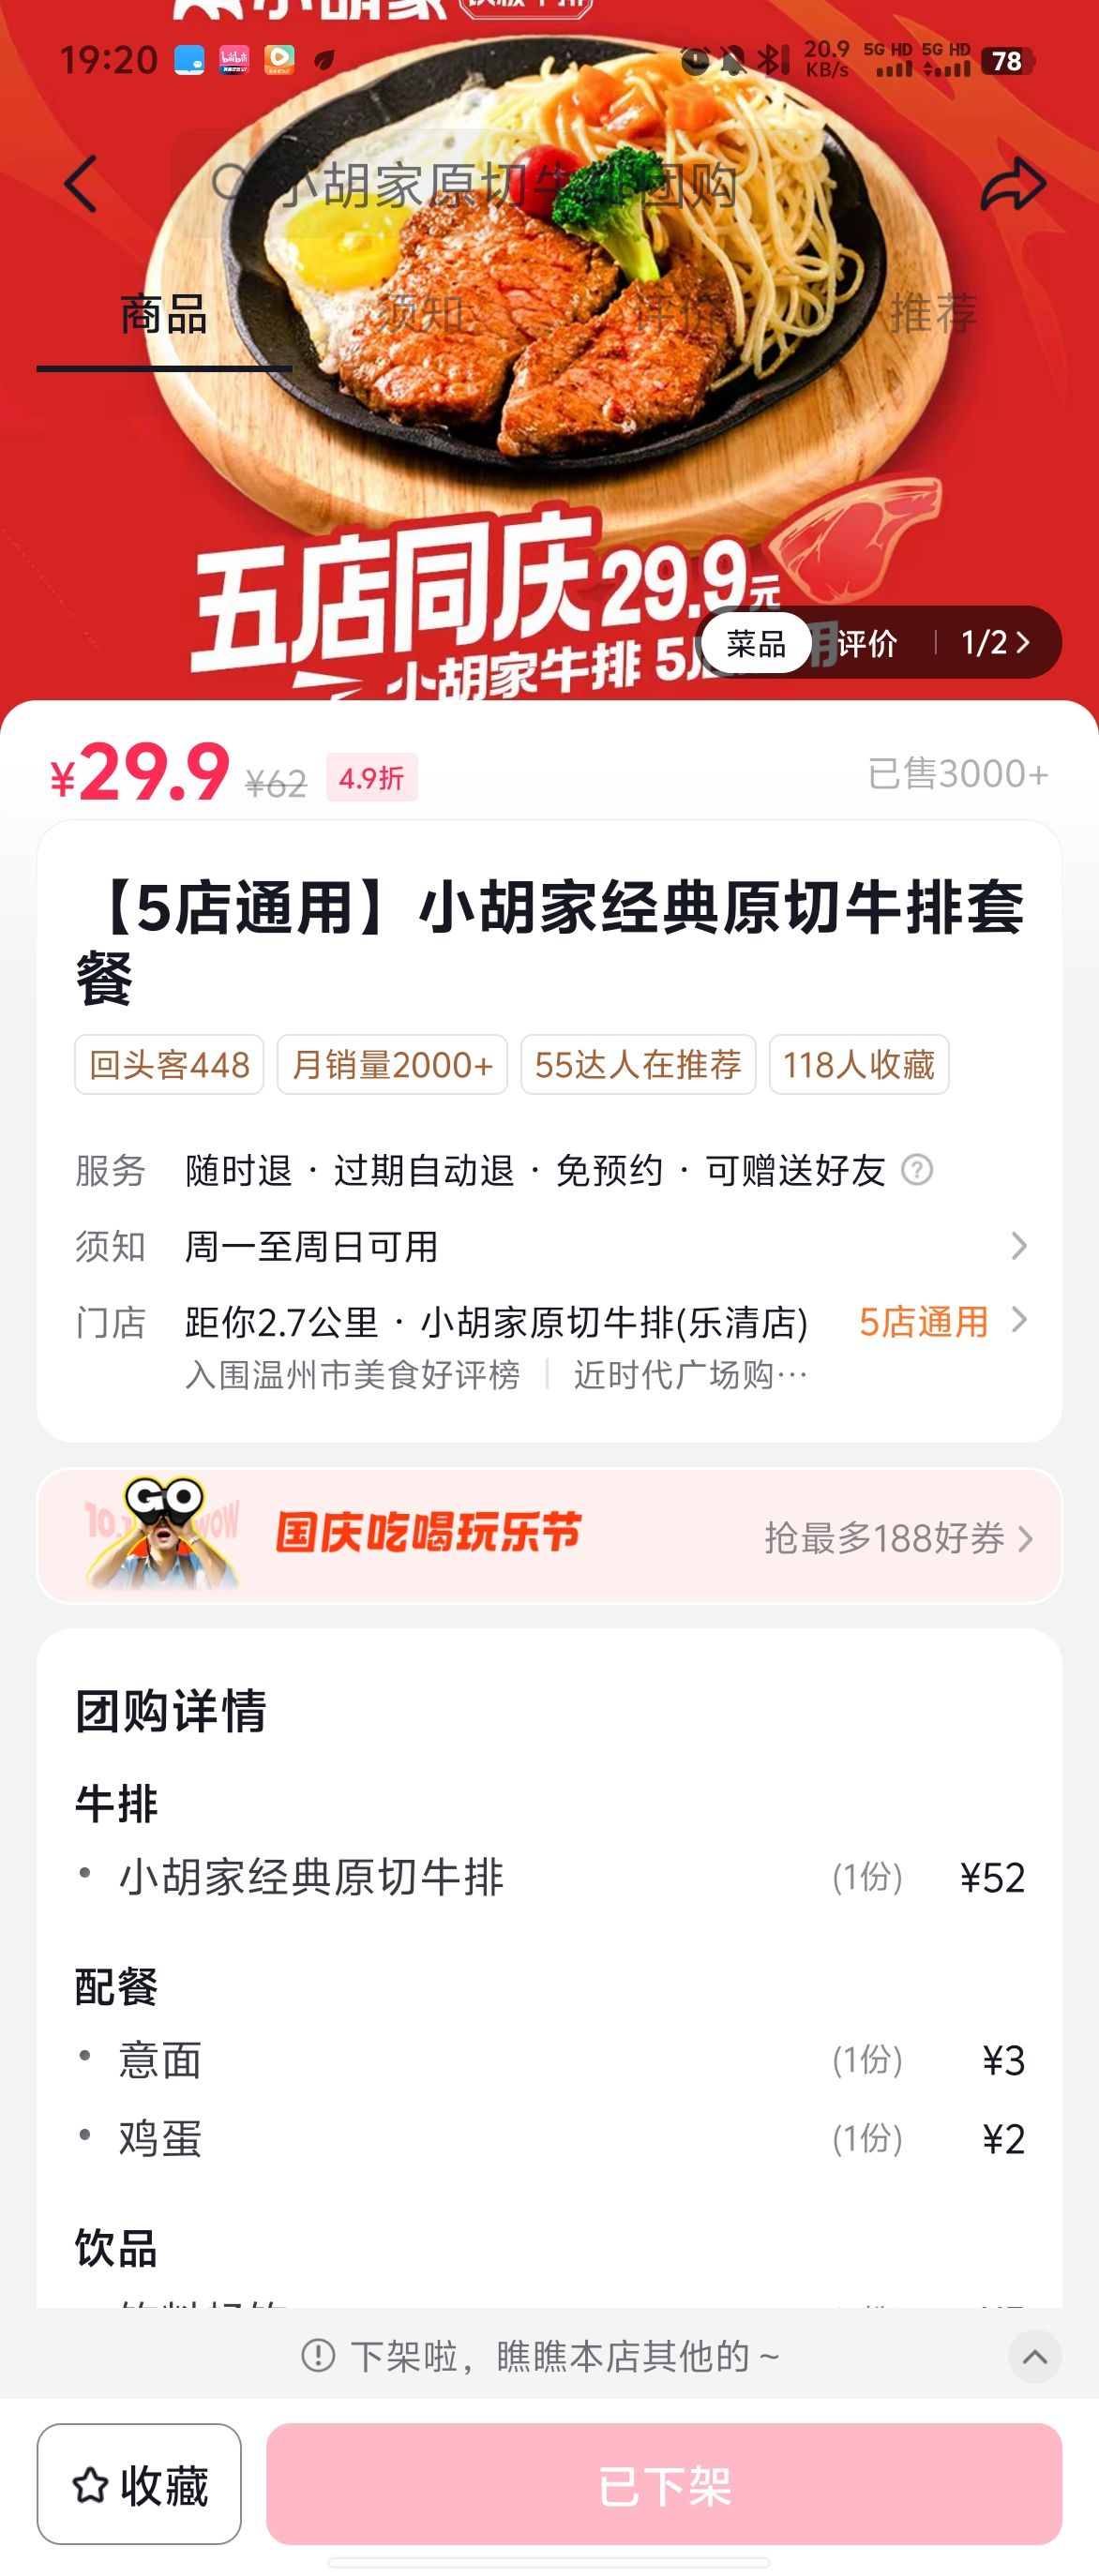 小胡家
19:20
20.9 KB/s 5G HD 5G HD 78
小胡家原切牛排团购
商品 须知 评价 推荐
五店同庆29.9元
小胡家牛排 5
菜品 评价 1/2
¥29.9 ¥62 4.9折 已售3000+
【5店通用】小胡家经典原切牛排套
餐
回头客448 月销量2000+ 55达人在推荐 118人收藏
服务 随时退 · 过期自动退 · 免预约 · 可赠送好友
须知 周一至周日可用
门店 距你2.7公里 · 小胡家原切牛排(乐清店) 5店通用
入围温州市美食好评榜 | 近时代广场购…
GO 国庆吃喝玩乐节 抢最多188好券
团购详情
牛排
• 小胡家经典原切牛排 (1份) ¥52
配餐
• 意面 (1份) ¥3
• 鸡蛋 (1份) ¥2
饮品
下架啦，瞧瞧本店其他的~
收藏 已下架